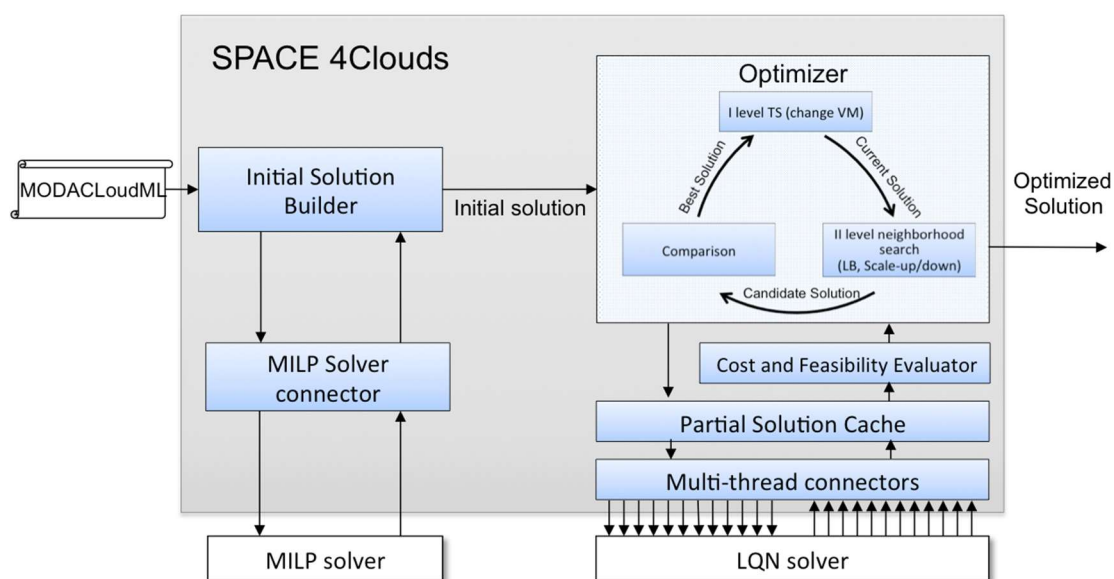 SPACE 4Clouds
MODACLoudML
Initial Solution
Builder
Initial solution
MILP Solver
connector
MILP solver
Optimizer
I level TS (change VM)
Current Solution
II level neighborhood
search
(LB, Scale-up/down)
Candidate Solution
Comparison
Best Solution
Optimized
Solution
Cost and Feasibility Evaluator
Partial Solution Cache
Multi-thread connectors
LQN solver